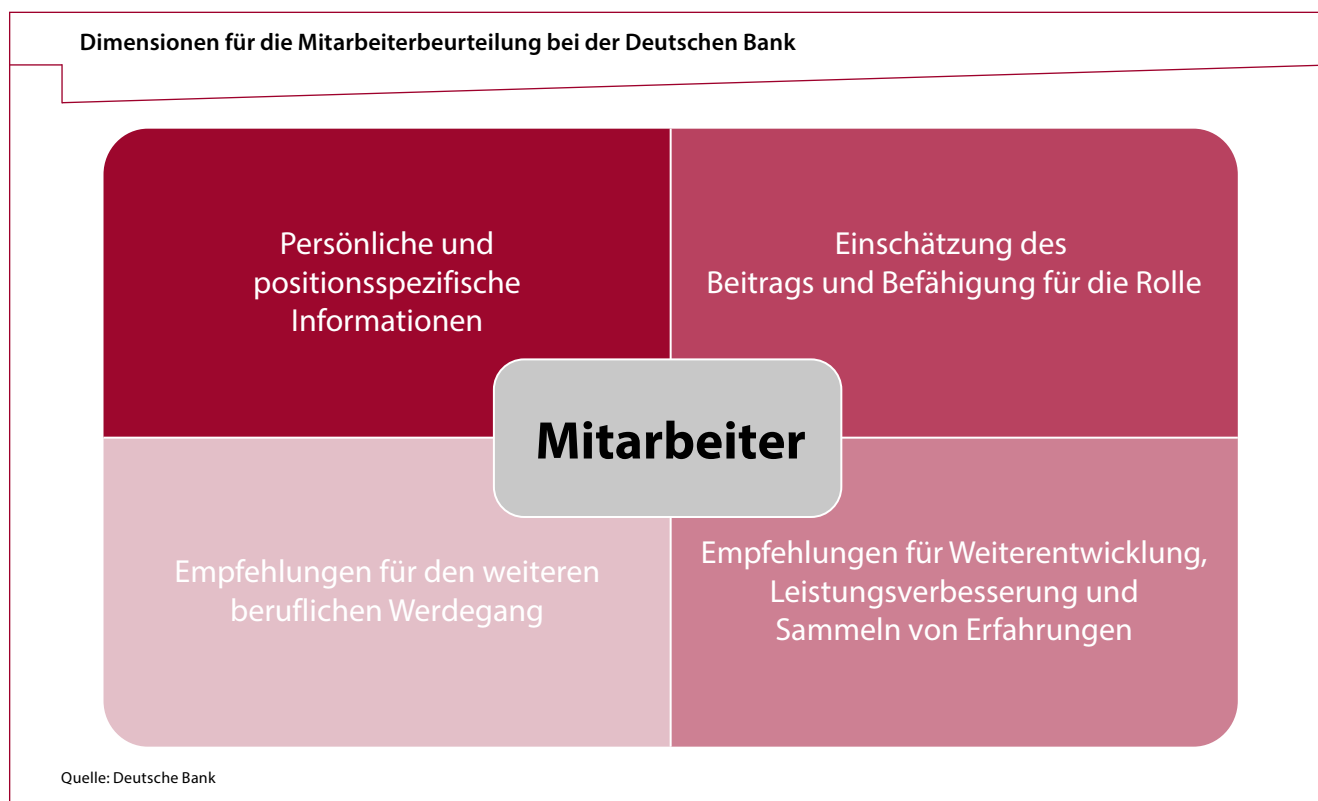 Dimensionen für die Mitarbeiterbeurteilung bei der Deutschen Bank
Persönliche und
positionsspezifische
Informationen
Einschätzung des
Beitrags und Befähigung für die Rolle
Mitarbeiter
Empfehlungen für den weiteren
beruflichen Werdegang
Empfehlungen für Weiterentwicklung,
Leistungsverbesserung und
Sammeln von Erfahrungen
Quelle: Deutsche Bank